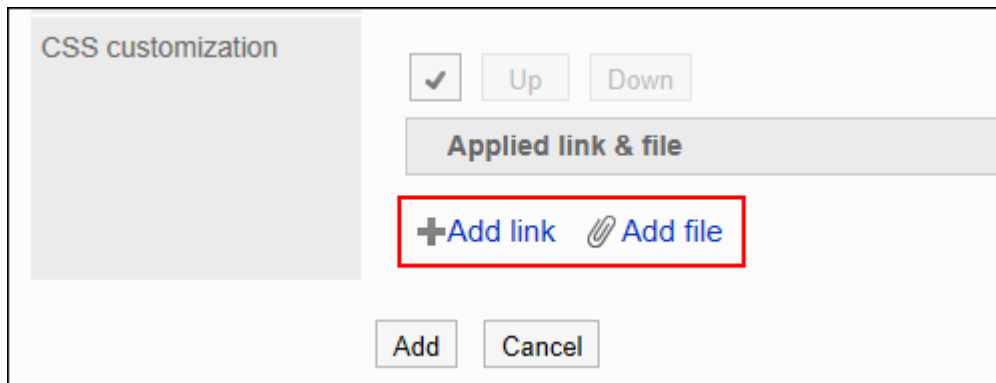 CSS customization
Up Down
Applied link & file
Add link Add file
Add Cancel